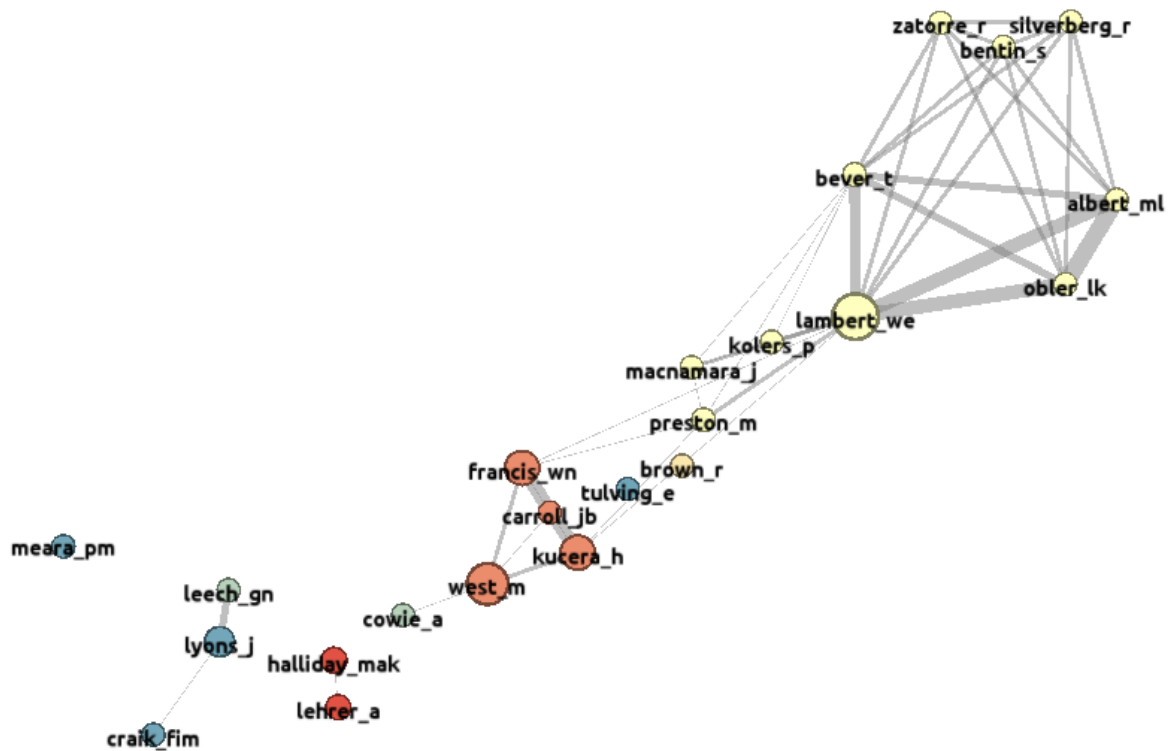 zatorre_r
silverberg_r
bentin_s
bever_t
albert_ml
obler_lk
lambert_we
kolers_p
macnamara_j
preston_m
francis_wn
brown_r
tulving_e
carroll_jb
meara_pm
kucera_h
west_m
leech_gn
cowie_a
lyons_j
halliday_mak
lehrer_a
craik_fim